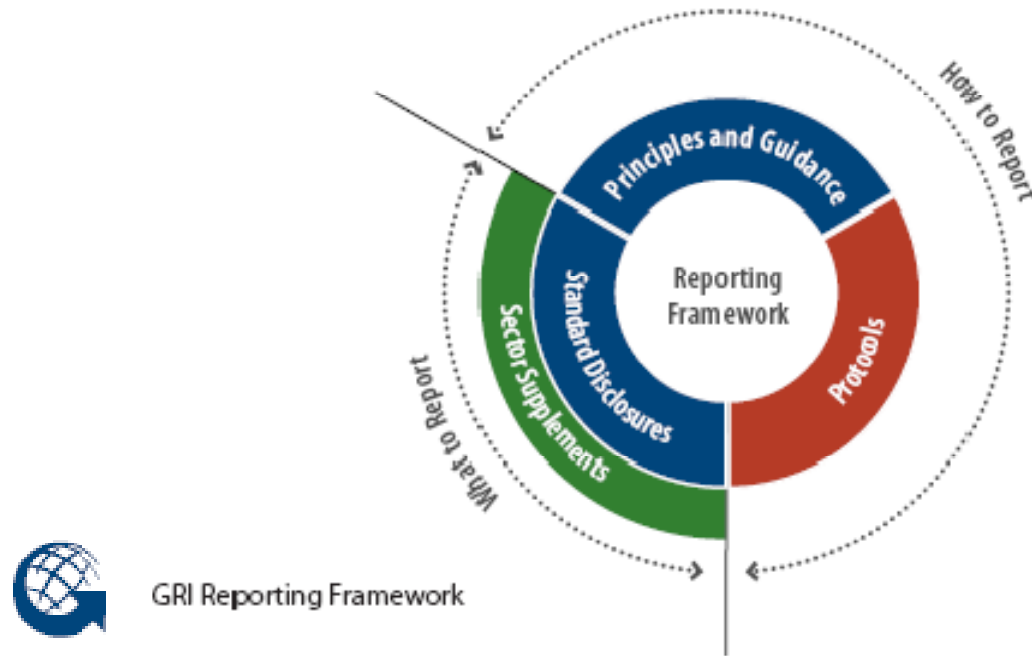 How to Report
Principles and Guidance
Reporting
Framework
Standard Disclosures
Sector Supplements
Protocols
What to Report
GRI Reporting Framework